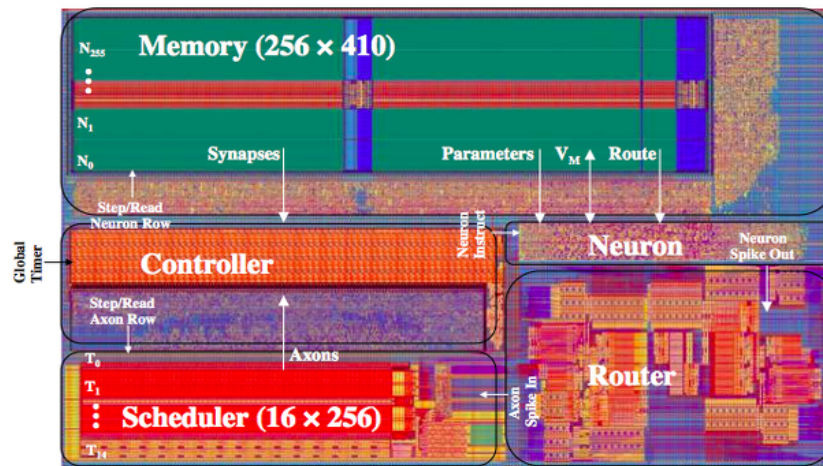 Memory (256 × 410)
N255
N1
N0
Synapses
Parameters
VM
Route
Step/Read
Neuron Row
Neuron
Instruct
Neuron
Neuron
Spike Out
Global
Timer
Controller
Step/Read
Axon Row
Axons
T0
T1
Scheduler (16 × 256)
T14
Axon
Spike In
Router